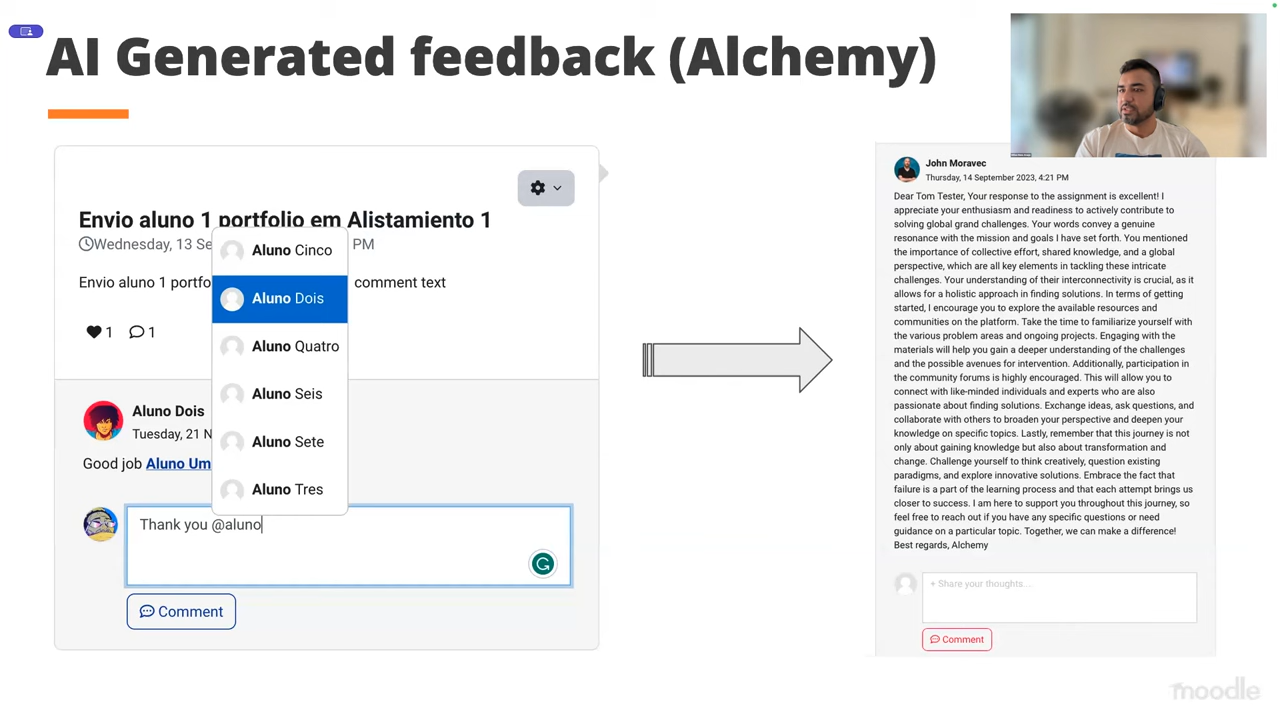 AI Generated feedback (Alchemy)
Envio aluno 1 portfolio em Alistamiento 1
Wednesday, 13 Se
PM
Envio aluno 1 portfo
comment text
1
1
Aluno Cinco
Aluno Dois
Aluno Quatro
Aluno Seis
Aluno Sete
Aluno Tres
Aluno Dois
Tuesday, 21 N
Good job Aluno Um
Thank you @aluno
Comment
John Moravec
Thursday, 14 September 2023, 4:21 PM
Dear Tom Tester, Your response to the assignment is excellent! I
appreciate your enthusiasm and readiness to actively contribute to
solving global grand challenges. Your words convey a genuine
resonance with the mission and goals I have set forth. You mentioned
the importance of collective effort, shared knowledge, and a global
perspective, which are all key elements in tackling these intricate
challenges. Your understanding of their interconnectivity is crucial, as it
allows for a holistic approach in finding solutions. In terms of getting
started, I encourage you to explore the available resources and
communities on the platform. Take the time to familiarize yourself with
the various problem areas and ongoing projects. Engaging with the
materials will help you gain a deeper understanding of the challenges
and the possible avenues for intervention. Additionally, participation in
the community forums is highly encouraged. This will allow you to
connect with like-minded individuals and experts who are also
passionate about finding solutions. Exchange ideas, ask questions, and
collaborate with others to broaden your perspective and deepen your
knowledge on specific topics. Lastly, remember that this journey is not
only about gaining knowledge but also about transformation and
change. Challenge yourself to think creatively, question existing
paradigms, and explore innovative solutions. Embrace the fact that
failure is a part of the learning process and that each attempt brings us
closer to success. I am here to support you throughout this journey, so
feel free to reach out if you have any specific questions or need
guidance on a particular topic. Together, we can make a difference!
Best regards, Alchemy
+ Share your thoughts...
Comment
moodle